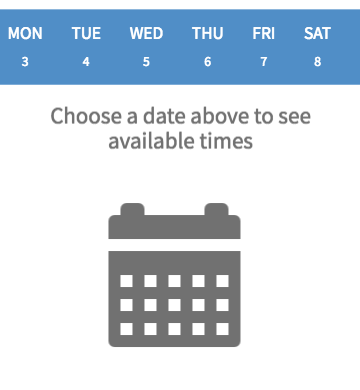 MON TUE WED THU FRI SAT
3 4 5 6 7 8
Choose a date above to see
available times